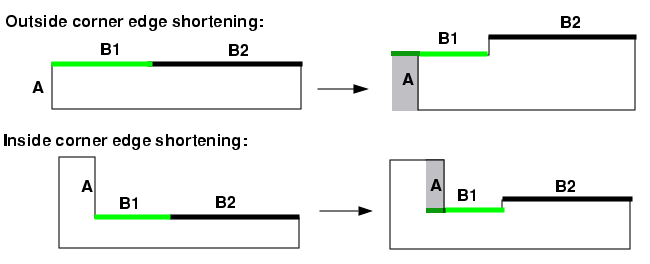 Outside corner edge shortening:
B1 B2
A
B1 B2
A
Inside corner edge shortening:
A
B1 B2
A
B1 B2